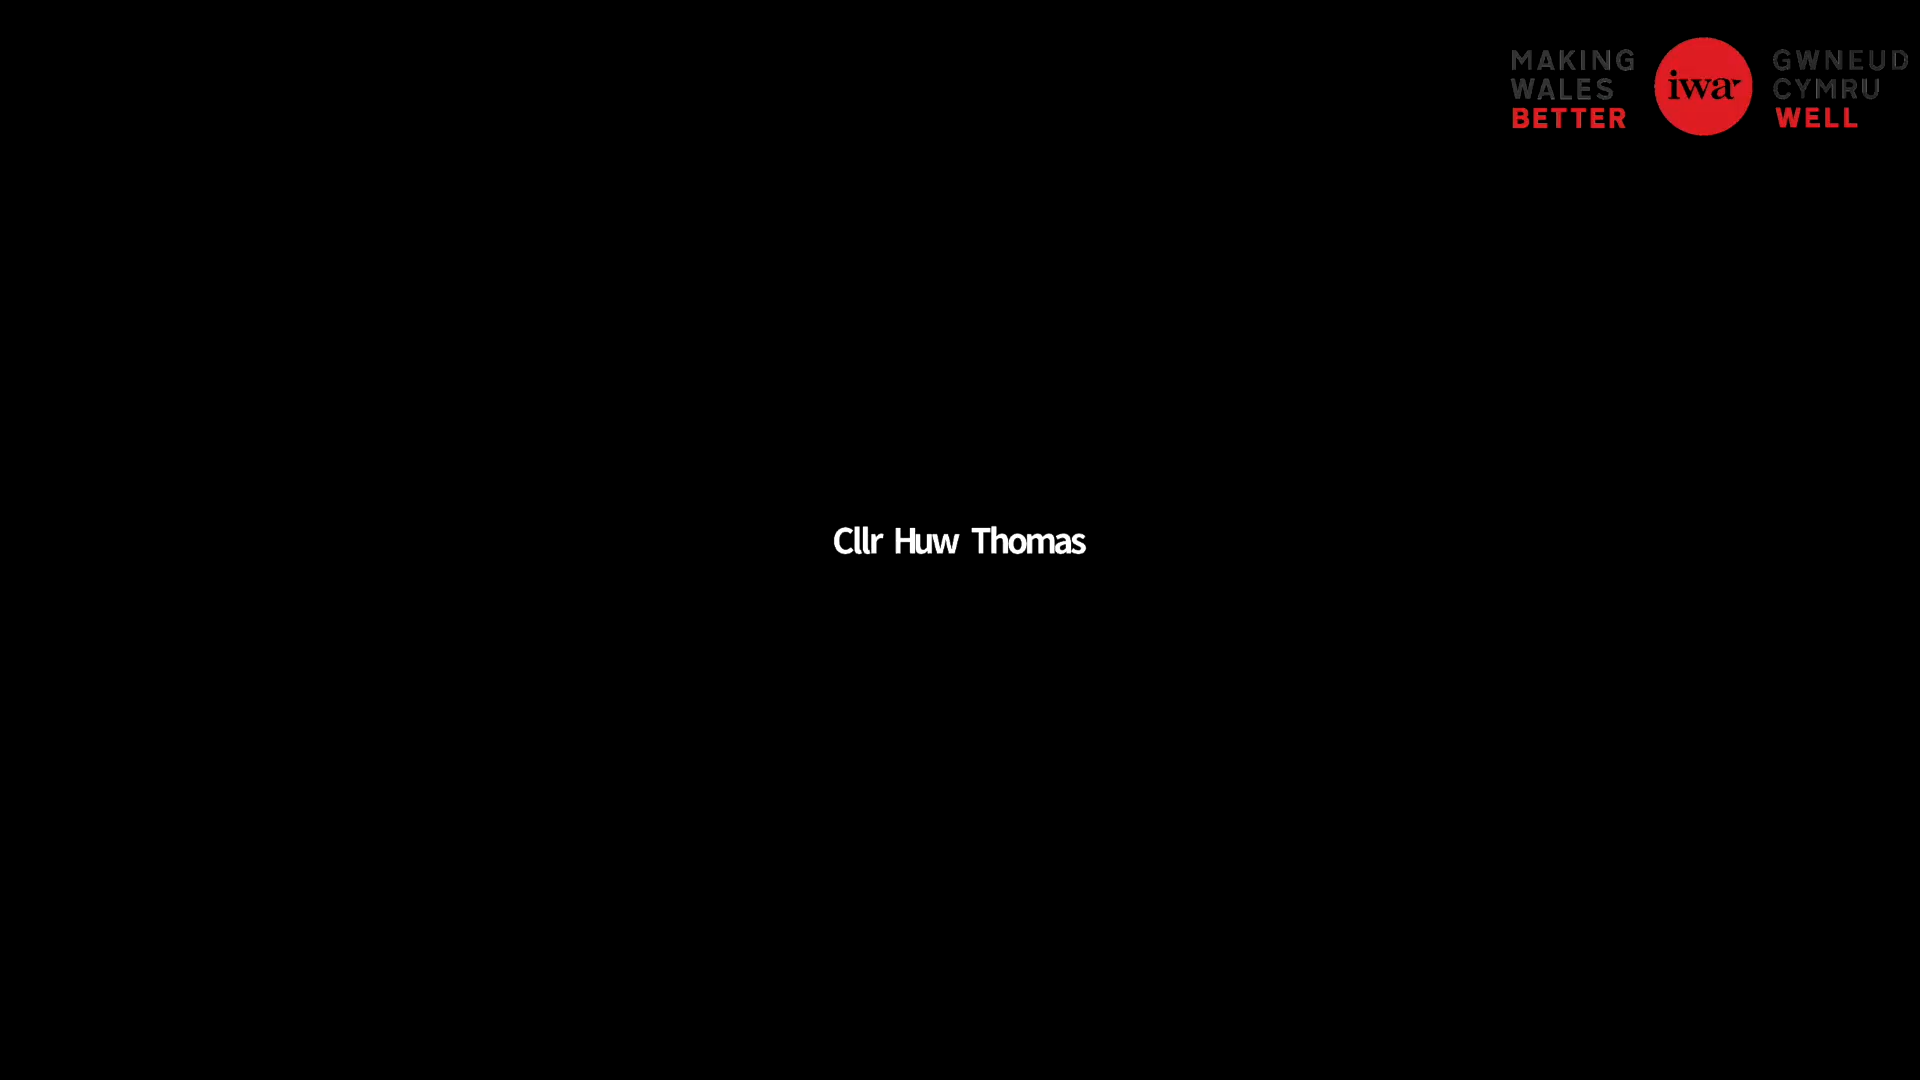 MAKING
WALES
BETTER
iwa
GWNEUD
CYMRU
WELL
Cllr Huw Thomas